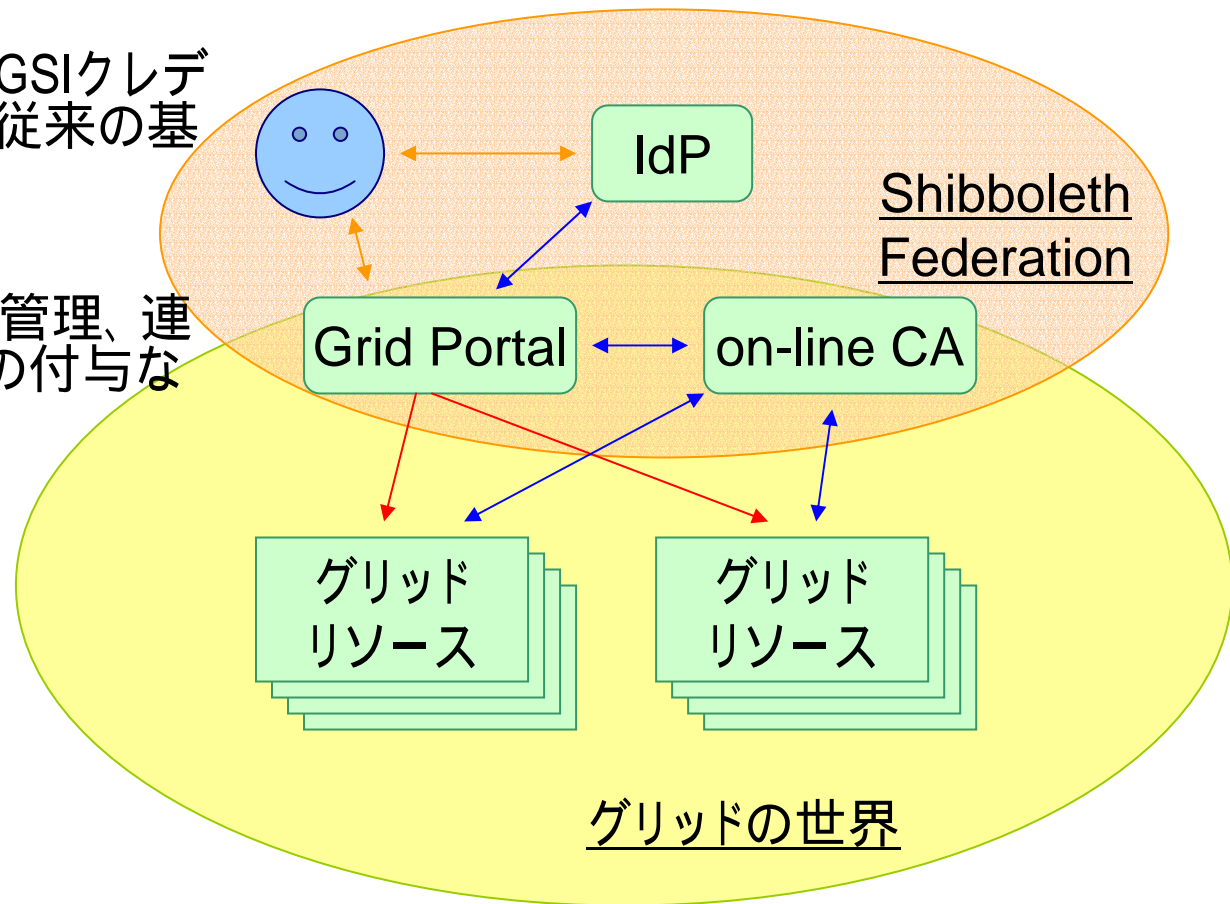 GSIクレデ
従来の基
IdP
Shibboleth
Federation
管理、連
の付与な
Grid Portal
on-line CA
グリッド
リソース
グリッド
リソース
グリッドの世界